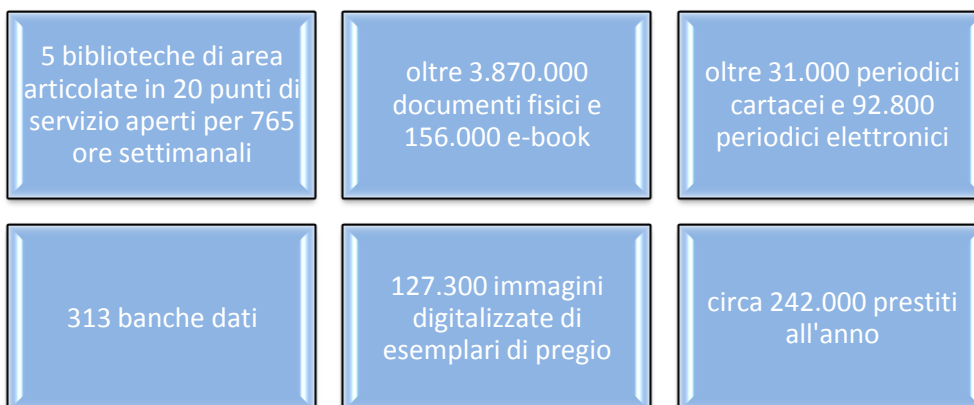 5 biblioteche di area
articolate in 20 punti di
servizio aperti per 765
ore settimanali
oltre 3.870.000
documenti fisici e
156.000 e-book
oltre 31.000 periodici
cartacei e 92.800
periodici elettronici
313 banche dati
127.300 immagini
digitalizzate di
esemplari di pregio
circa 242.000 prestiti
all'anno